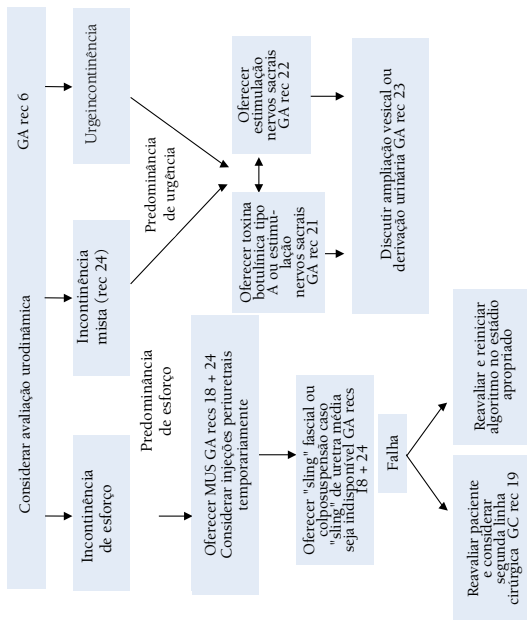 Considerar avaliação urodinâmica GA rec 6
Incontinência
de esforço
Incontinência
mista (rec 24)
Urgeincontinência
Predominância
de esforço
Predominância
de urgência
Oferecer MUS GA recs 18 + 24
Considerar injeções periuretrais
temporariamente
Oferecer toxina
botulínica tipo
A ou estimu-
lação
nervos sacrais
GA rec 21
Oferecer
estimulação
nervos sacrais
GA rec 22
Oferecer "sling" fascial ou
colposuspensão caso
"sling" de uretra média
seja indisponível GA recs
18 + 24
Discutir ampliação vesical ou
derivação urinária GA rec 23
Falha
Reavaliar paciente
e considerar
segunda linha
cirúrgica GC rec 19
Reavaliar e reiniciar
algoritmo no estádio
apropriado